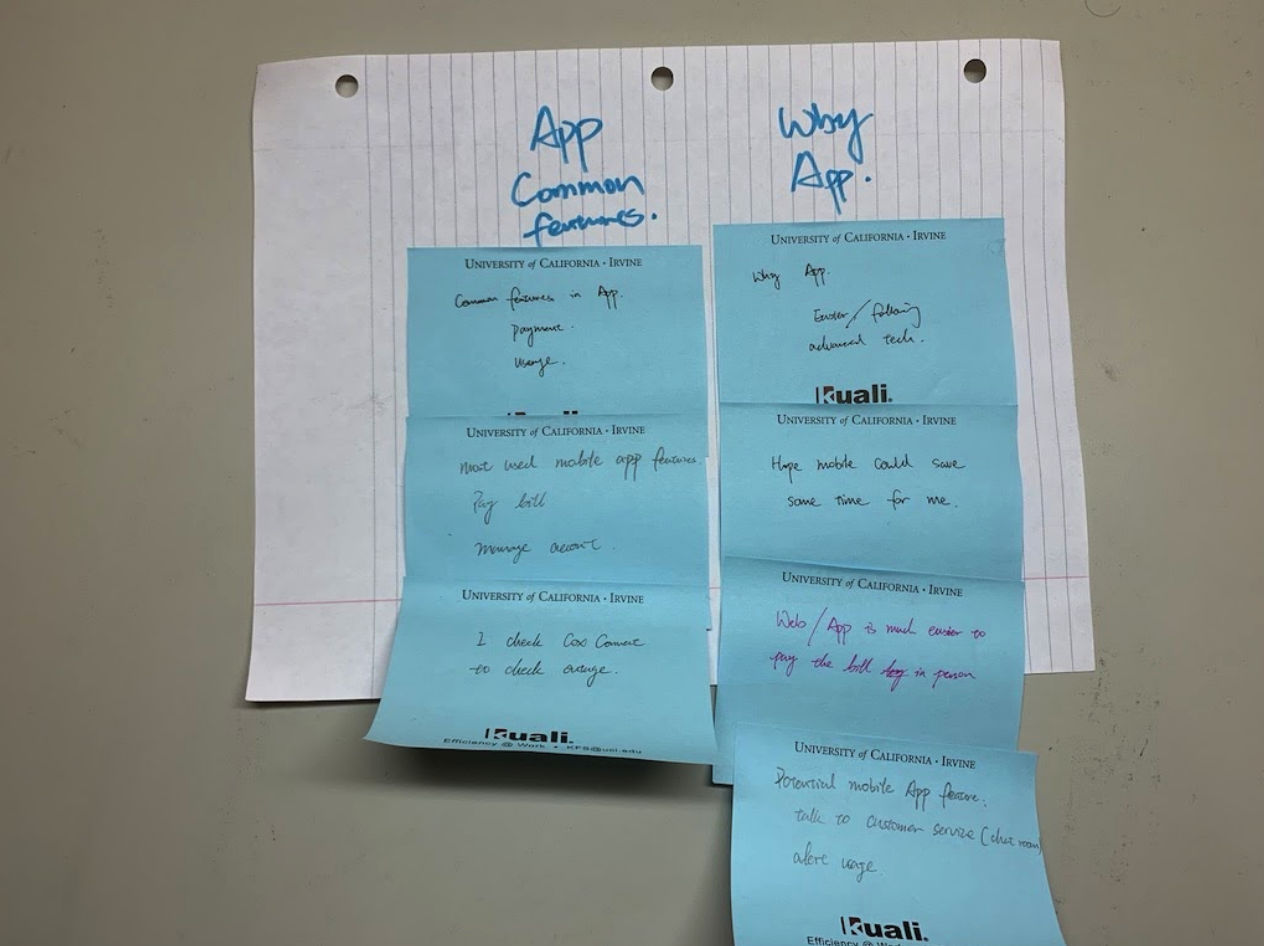 App
Common
features.
UNIVERSITY of CALIFORNIA • IRVINE
Common features in App.
payment.
usage.
UNIVERSITY of CALIFORNIA • IRVINE
most used mobile app features.
Pay bill
manage account.
UNIVERSITY of CALIFORNIA • IRVINE
I check Cox Connect
to check outage.
Kuali.
Efficiency @ Work • KFS@uci.edu
Why
App.
UNIVERSITY of CALIFORNIA • IRVINE
Why App.
Easier/following
advanced tech.
Kuali.
UNIVERSITY of CALIFORNIA • IRVINE
Hope mobile could save
some time for me.
UNIVERSITY of CALIFORNIA • IRVINE
Web/App is much easier to
pay the bill in person
UNIVERSITY of CALIFORNIA • IRVINE
Potential mobile App feature:
talk to customer service (chat room)
alert usage.
Kuali.
Efficiency @